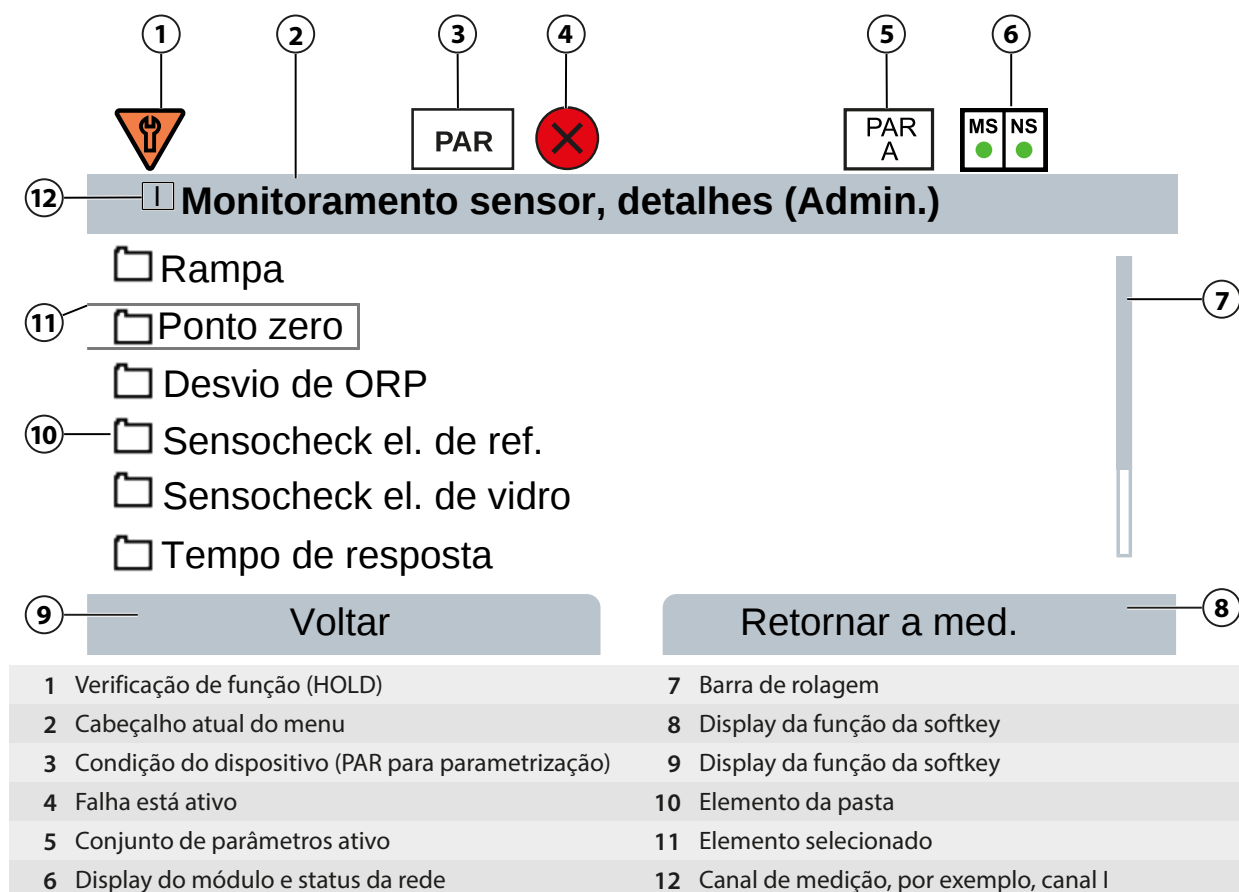 1 2 3 4 5 6
PAR
PAR
A
MS NS
12
I Monitoramento sensor, detalhes (Admin.)
Rampa
7
11
Ponto zero
Desvio de ORP
10
Sensocheck el. de ref.
Sensocheck el. de vidro
Tempo de resposta
9 Voltar Retornar a med. 8
1 Verificação de função (HOLD) 7 Barra de rolagem
2 Cabeçalho atual do menu 8 Display da função da softkey
3 Condição do dispositivo (PAR para parametrização) 9 Display da função da softkey
4 Falha está ativo 10 Elemento da pasta
5 Conjunto de parâmetros ativo 11 Elemento selecionado
6 Display do módulo e status da rede 12 Canal de medição, por exemplo, canal I